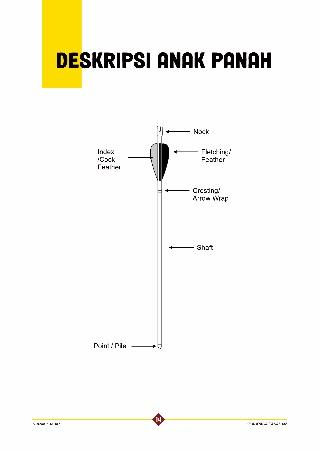 DESKRIPSI ANAK PANAH
Nock
Index
/Cock
Feather
Fletching/
Feather
Cresting/
Arrow Wrap
Shaft
Point / Pile